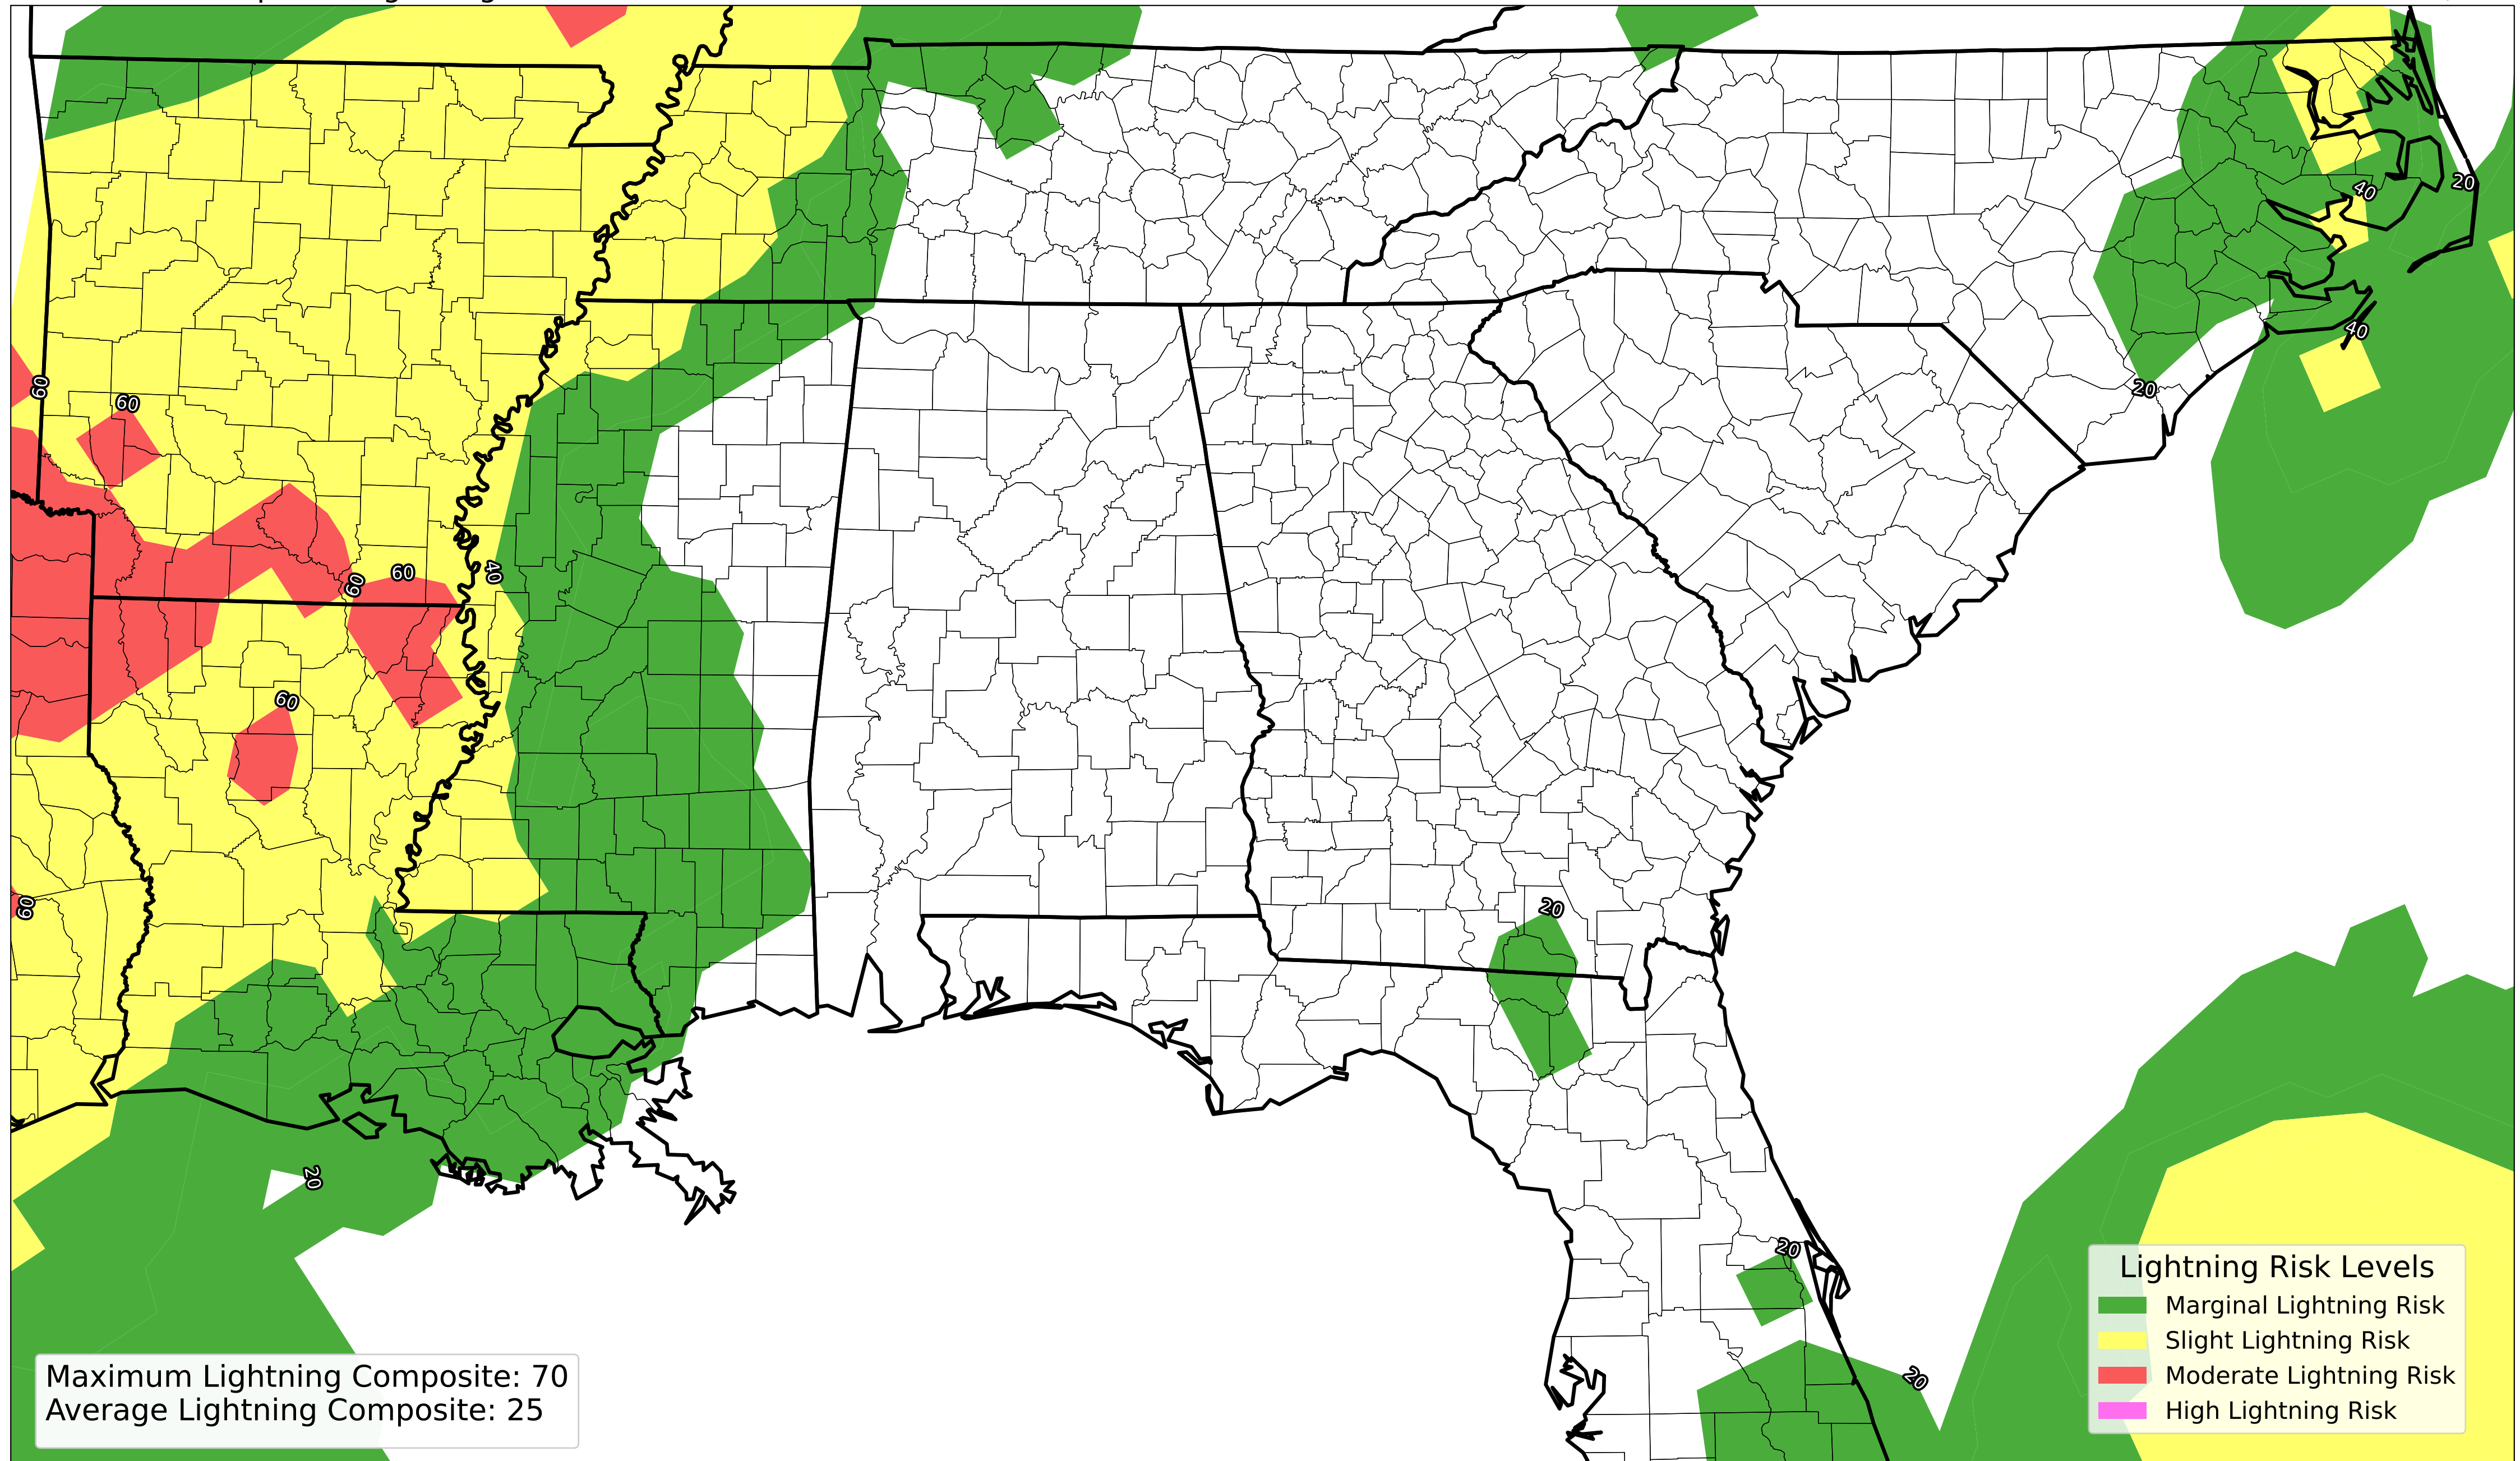 20
40
40
20
60
60
60
60
40
60
60
20
20
20
20
Lightning Risk Levels
Marginal Lightning Risk
Slight Lightning Risk
Moderate Lightning Risk
High Lightning Risk
Maximum Lightning Composite: 70
Average Lightning Composite: 25